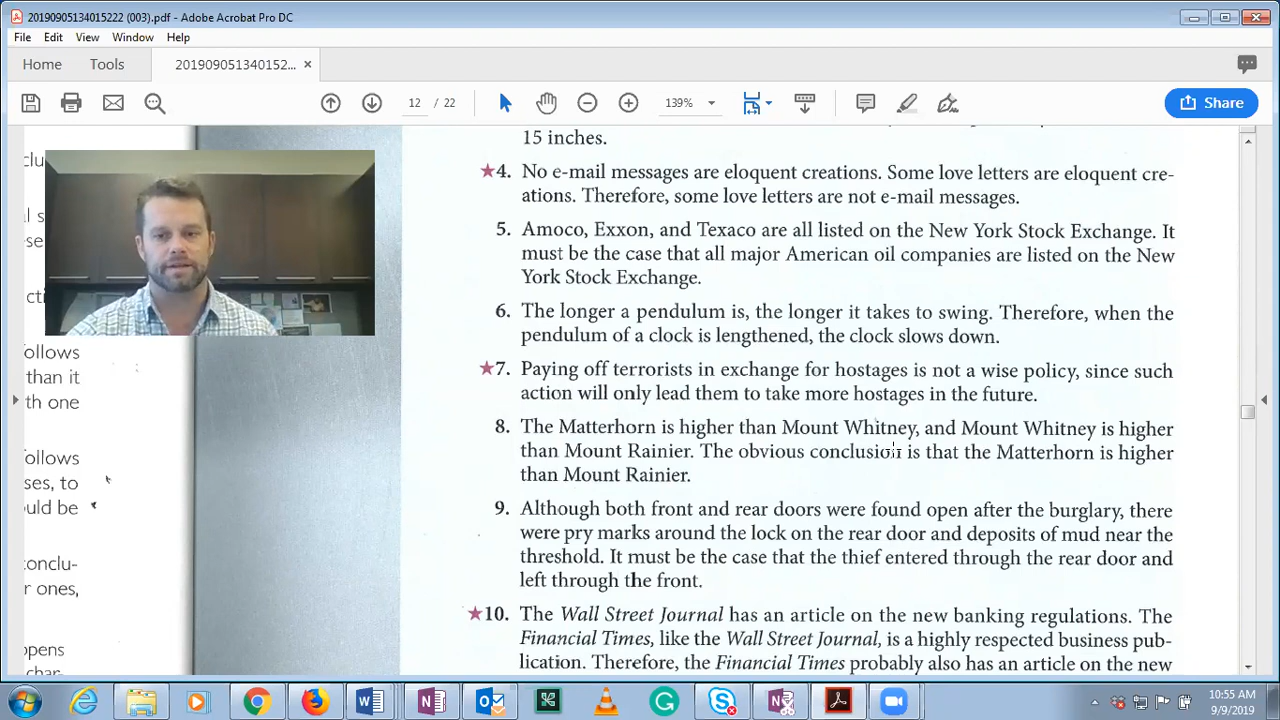 20190905134015222 (003).pdf - Adobe Acrobat Pro DC
File Edit View Window Help
Home Tools 201909051340152... ×
12 / 22 139% Share
15 inches.
★4. No e-mail messages are eloquent creations. Some love letters are eloquent cre-
ations. Therefore, some love letters are not e-mail messages.
5. Amoco, Exxon, and Texaco are all listed on the New York Stock Exchange. It
must be the case that all major American oil companies are listed on the New
York Stock Exchange.
6. The longer a pendulum is, the longer it takes to swing. Therefore, when the
pendulum of a clock is lengthened, the clock slows down.
★7. Paying off terrorists in exchange for hostages is not a wise policy, since such
action will only lead them to take more hostages in the future.
8. The Matterhorn is higher than Mount Whitney, and Mount Whitney is higher
than Mount Rainier. The obvious conclusion is that the Matterhorn is higher
than Mount Rainier.
9. Although both front and rear doors were found open after the burglary, there
were pry marks around the lock on the rear door and deposits of mud near the
threshold. It must be the case that the thief entered through the rear door and
left through the front.
★10. The Wall Street Journal has an article on the new banking regulations. The
Financial Times, like the Wall Street Journal, is a highly respected business pub-
lication. Therefore, the Financial Times probably also has an article on the new
than it
th one
ses, to
uld be
conclu-
r ones,
opens
10:55 AM
9/9/2019